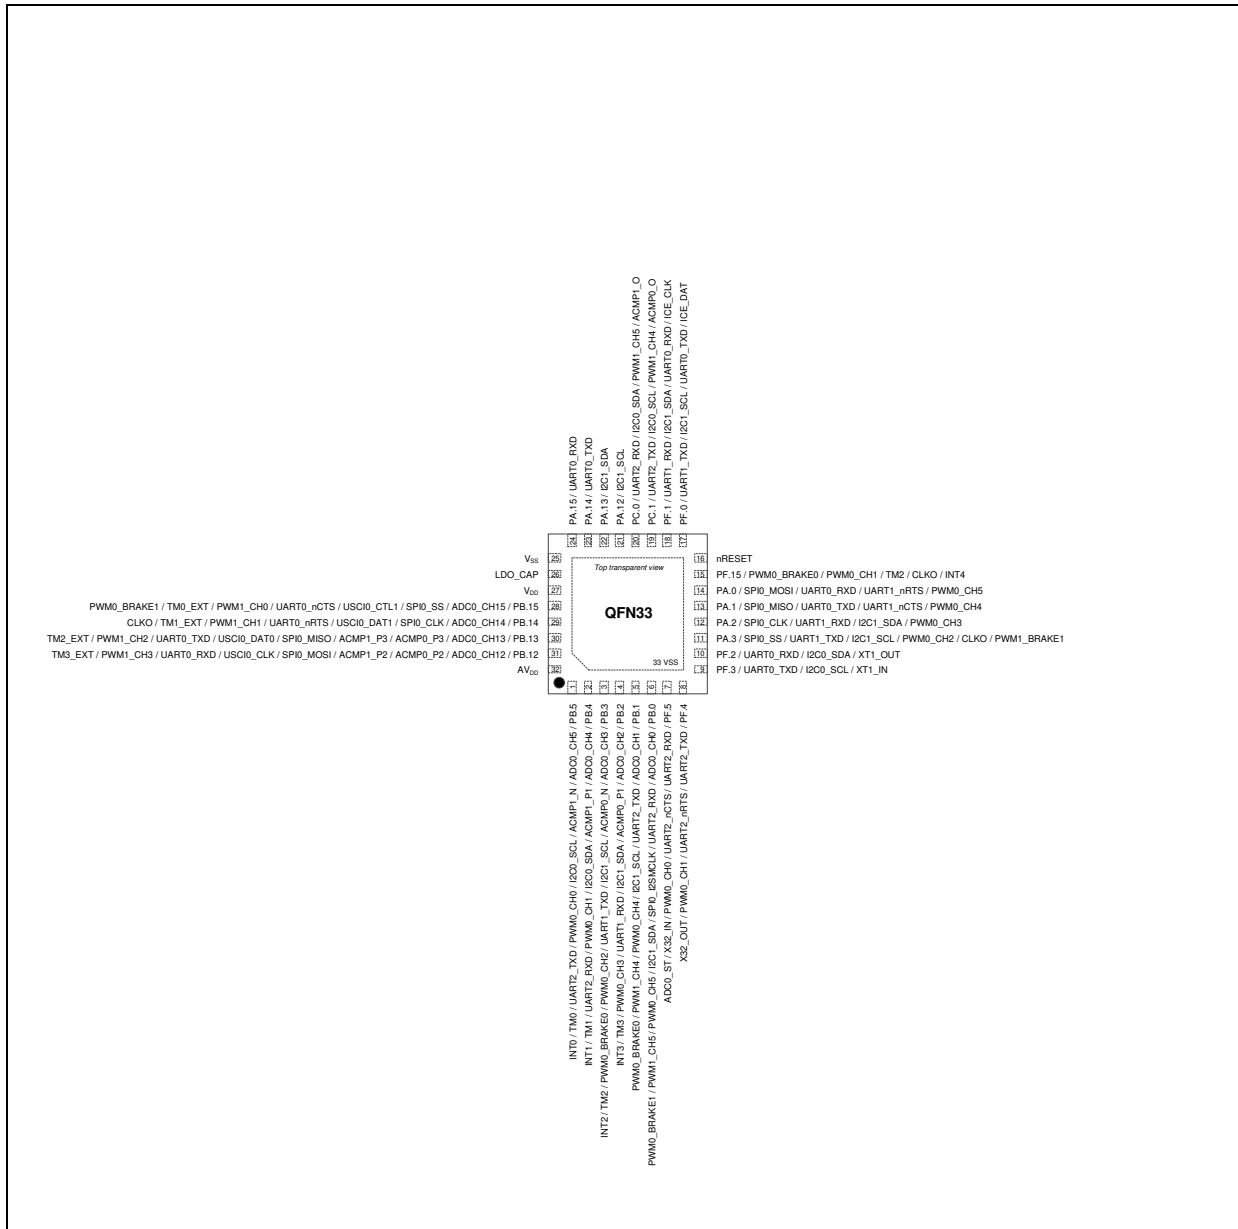 PA.15 / UART0_RXD
PA.14 / UART0_TXD
PA.13 / I2C1_SDA
PA.12 / I2C1_SCL
PC.0 / UART2_RXD / I2C0_SDA / PWM1_CH5 / ACMP1_O
PC.1 / UART2_TXD / I2C0_SCL / PWM1_CH4 / ACMP0_O
PF.1 / UART1_RXD / I2C1_SDA / UART0_RXD / ICE_CLK
PF.0 / UART1_TXD / I2C1_SCL / UART0_TXD / ICE_DAT
24
23
22
21
20
19
18
17
VSS 25
LDO_CAP 26
VDD 27
PWM0_BRAKE1 / TM0_EXT / PWM1_CH0 / UART0_nCTS / USCI0_CTL1 / SPI0_SS / ADC0_CH15 / PB.15 28
CLKO / TM1_EXT / PWM1_CH1 / UART0_nRTS / USCI0_DAT1 / SPI0_CLK / ADC0_CH14 / PB.14 29
TM2_EXT / PWM1_CH2 / UART0_TXD / USCI0_DAT0 / SPI0_MISO / ACMP1_P3 / ACMP0_P3 / ADC0_CH13 / PB.13 30
TM3_EXT / PWM1_CH3 / UART0_RXD / USCI0_CLK / SPI0_MOSI / ACMP1_P2 / ACMP0_P2 / ADC0_CH12 / PB.12 31
AVDD 32
Top transparent view
QFN33
33 VSS
16 nRESET
15 PF.15 / PWM0_BRAKE0 / PWM0_CH1 / TM2 / CLKO / INT4
14 PA.0 / SPI0_MOSI / UART0_RXD / UART1_nRTS / PWM0_CH5
13 PA.1 / SPI0_MISO / UART0_TXD / UART1_nCTS / PWM0_CH4
12 PA.2 / SPI0_CLK / UART1_RXD / I2C1_SDA / PWM0_CH3
11 PA.3 / SPI0_SS / UART1_TXD / I2C1_SCL / PWM0_CH2 / CLKO / PWM1_BRAKE1
10 PF.2 / UART0_RXD / I2C0_SDA / XT1_OUT
9 PF.3 / UART0_TXD / I2C0_SCL / XT1_IN
1
2
3
4
5
6
7
8
INT0 / TM0 / UART2_TXD / PWM0_CH0 / I2C0_SCL / ACMP1_N / ADC0_CH5 / PB.5
INT1 / TM1 / UART2_RXD / PWM0_CH1 / I2C0_SDA / ACMP1_P1 / ADC0_CH4 / PB.4
INT2 / TM2 / PWM0_BRAKE0 / PWM0_CH2 / UART1_TXD / I2C1_SCL / ACMP0_N / ADC0_CH3 / PB.3
INT3 / TM3 / PWM0_CH3 / UART1_RXD / I2C1_SDA / ACMP0_P1 / ADC0_CH2 / PB.2
PWM0_BRAKE0 / PWM1_CH4 / PWM0_CH4 / I2C1_SCL / UART2_TXD / ADC0_CH1 / PB.1
PWM0_BRAKE1 / PWM1_CH5 / PWM0_CH5 / I2C1_SDA / SPI0_I2SMCLK / UART2_RXD / ADC0_CH0 / PB.0
ADC0_ST / X32_IN / PWM0_CH0 / UART2_nCTS / UART2_RXD / PF.5
X32_OUT / PWM0_CH1 / UART2_nRTS / UART2_TXD / PF.4